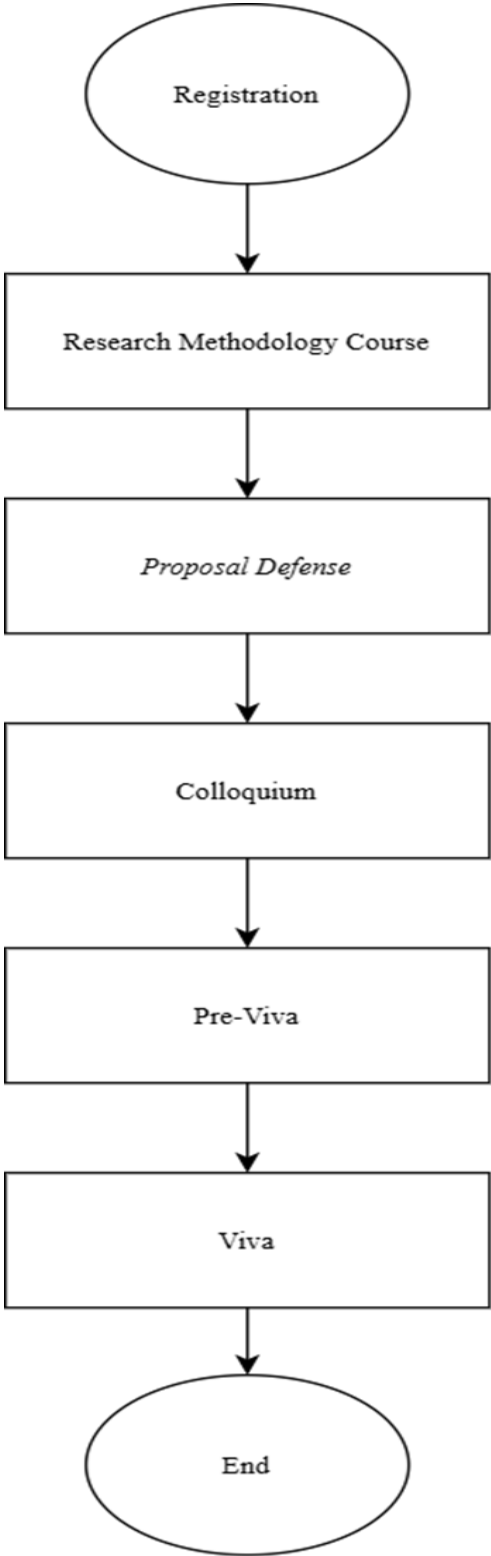 Registration
Research Methodology Course
Proposal Defense
Colloquium
Pre-Viva
Viva
End